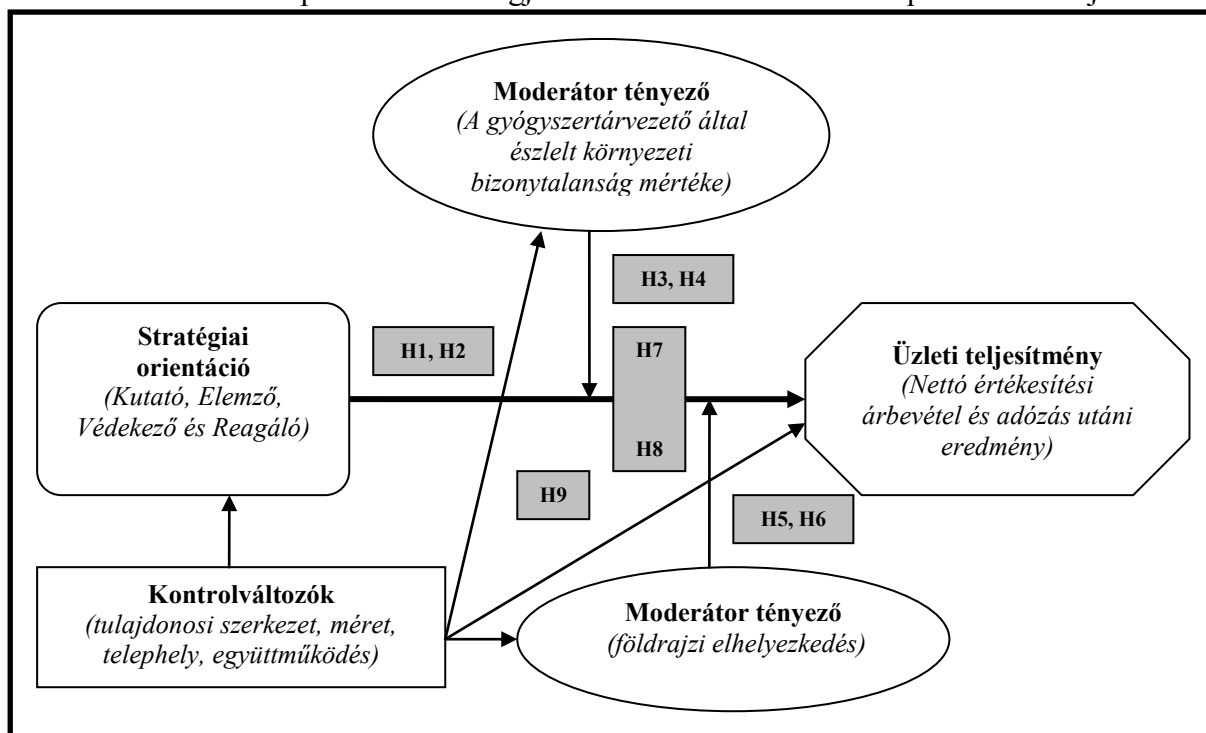 Moderátor tényező
(A gyógyszertárvezető által
észlelt környezeti
bizonytalanság mértéke)
H3, H4
Stratégiai
orientáció
(Kutató, Elemző,
Védekező és Reagáló)
H1, H2
H7
H8
Üzleti teljesítmény
(Nettó értékesítési
árbevétel és adózás utáni
eredmény)
H9
H5, H6
Kontrolváltozók
(tulajdonosi szerkezet, méret,
telephely, együttműködés)
Moderátor tényező
(földrajzi elhelyezkedés)